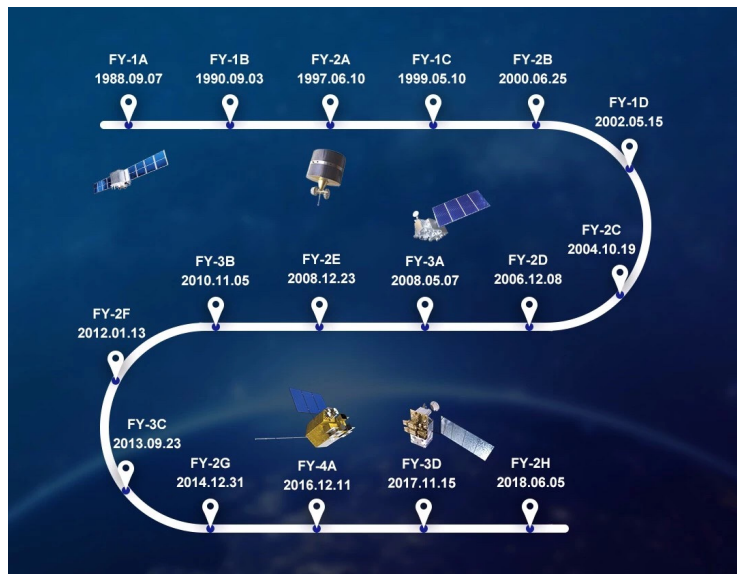 FY-1A
1988.09.07
FY-1B
1990.09.03
FY-2A
1997.06.10
FY-1C
1999.05.10
FY-2B
2000.06.25
FY-1D
2002.05.15
FY-2C
2004.10.19
FY-2D
2006.12.08
FY-3A
2008.05.07
FY-2E
2008.12.23
FY-3B
2010.11.05
FY-2F
2012.01.13
FY-3C
2013.09.23
FY-2G
2014.12.31
FY-4A
2016.12.11
FY-3D
2017.11.15
FY-2H
2018.06.05